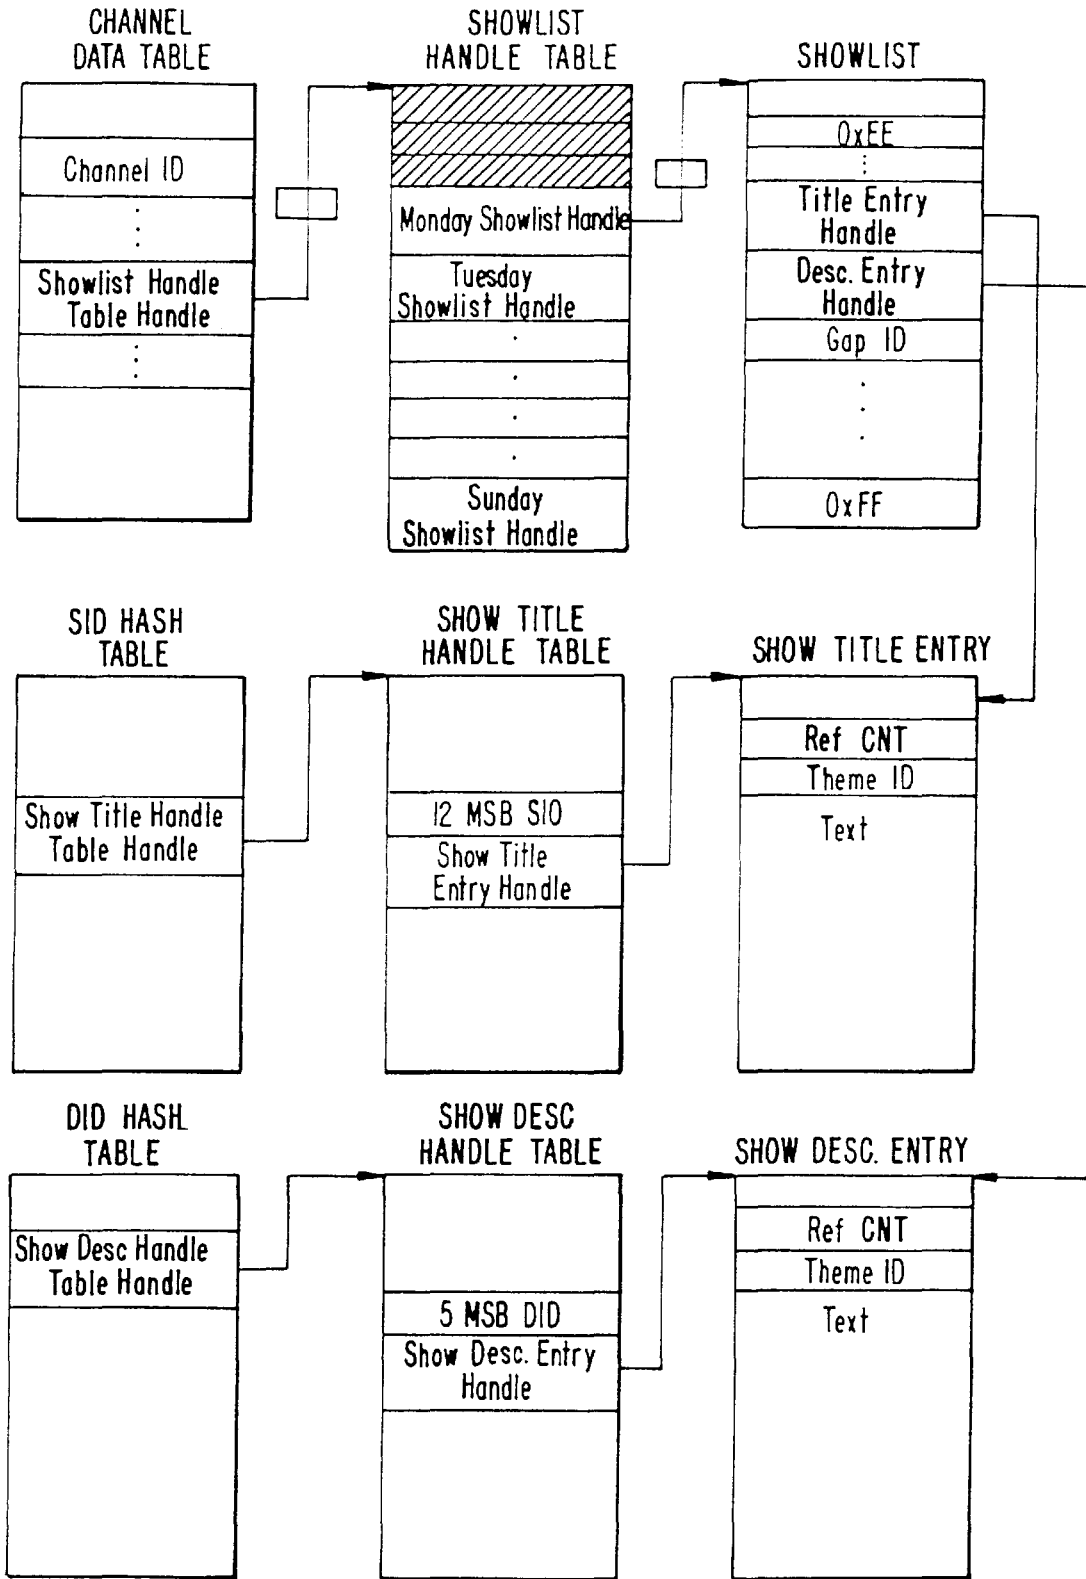 CHANNEL
DATA TABLE
Channel ID
Showlist Handle
Table Handle
SHOWLIST
HANDLE TABLE
Monday Showlist Handle
Tuesday
Showlist Handle
Sunday
Showlist Handle
SHOWLIST
0xEE
Title Entry
Handle
Desc. Entry
Handle
Gap ID
0xFF
SID HASH
TABLE
Show Title Handle
Table Handle
SHOW TITLE
HANDLE TABLE
12 MSB SIO
Show Title
Entry Handle
SHOW TITLE ENTRY
Ref CNT
Theme ID
Text
DID HASH
TABLE
Show Desc Handle
Table Handle
SHOW DESC
HANDLE TABLE
5 MSB DID
Show Desc. Entry
Handle
SHOW DESC. ENTRY
Ref CNT
Theme ID
Text